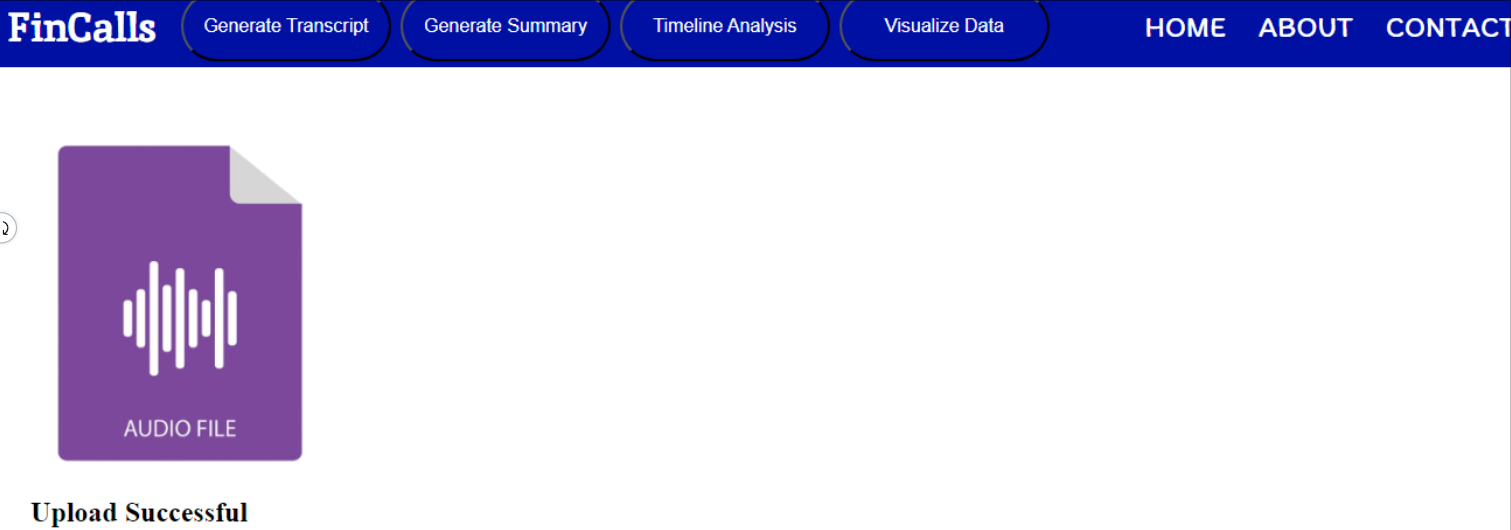 FinCalls Generate Transcript Generate Summary Timeline Analysis Visualize Data HOME ABOUT CONTACT
AUDIO FILE
Upload Successful